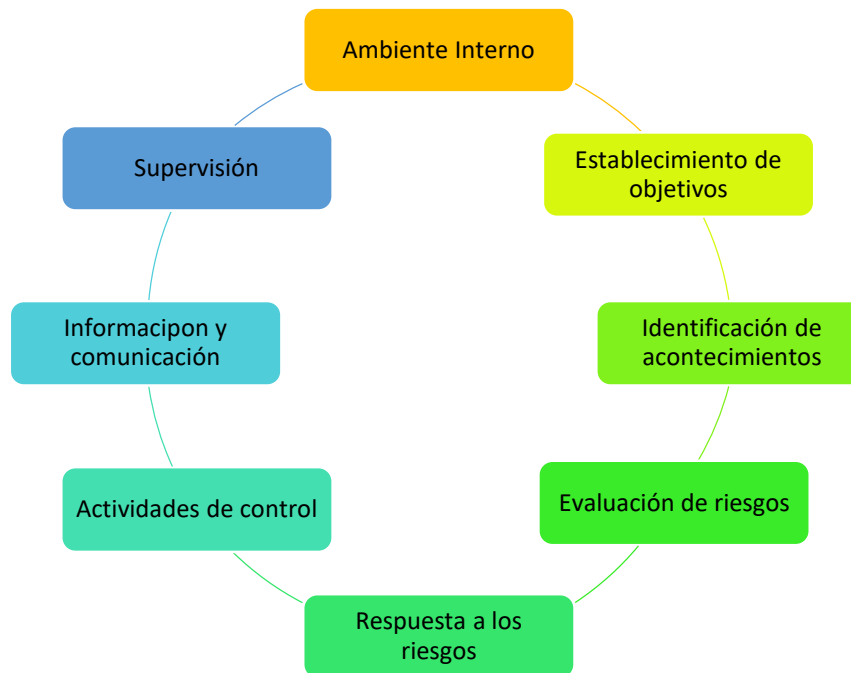 Ambiente Interno
Establecimiento de
objetivos
Identificación de
acontecimientos
Evaluación de riesgos
Respuesta a los
riesgos
Actividades de control
Informacipon y
comunicación
Supervisión